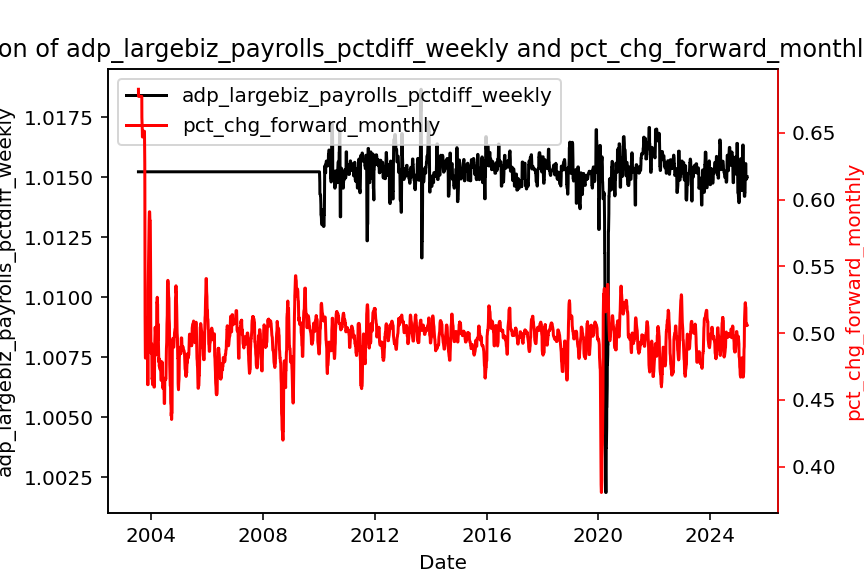 on of adp_largebiz_payrolls_pctdiff_weekly and pct_chg_forward_monthl
adp_largebiz_payrolls_pctdiff_weekly
pct_chg_forward_monthly
adp_largebiz_payrolls_pctdiff_weekly
1.0175
1.0150
1.0125
1.0100
1.0075
1.0050
1.0025
0.65
0.60
0.55
0.50
0.45
0.40
pct_chg_forward_monthly
2004 2008 2012 2016 2020 2024
Date